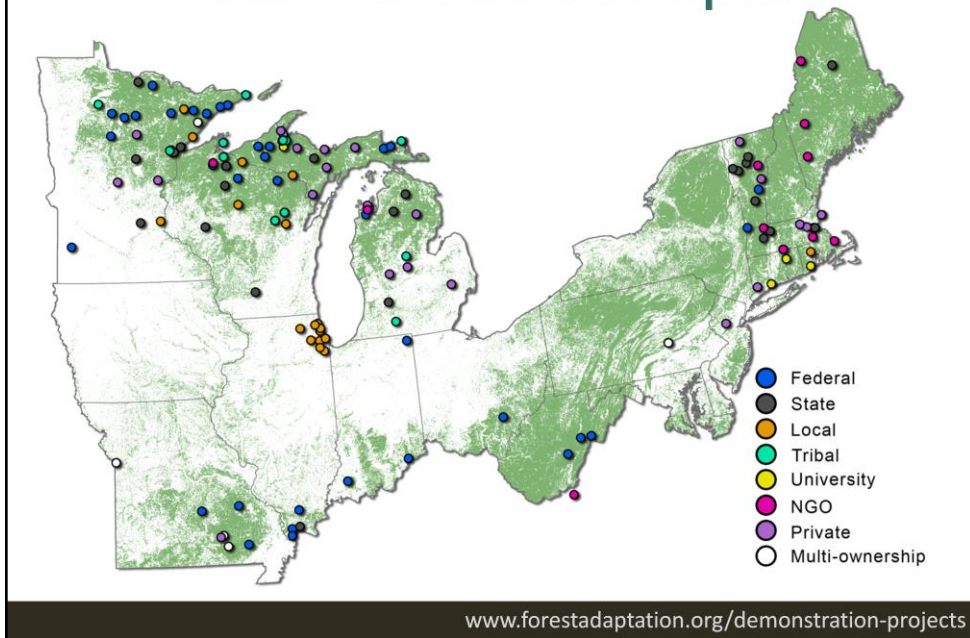 Federal
State
Local
Tribal
University
NGO
Private
Multi-ownership
www.forestadaptation.org/demonstration-projects